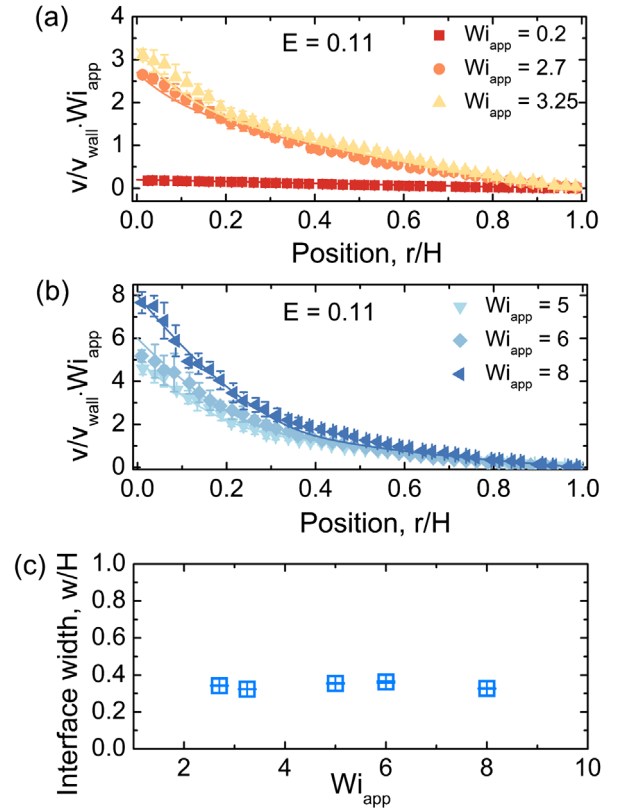 (a)
E = 0.11
Wi_app = 0.2
Wi_app = 2.7
Wi_app = 3.25
v/v_wall·Wi_app
4
3
2
1
0
0.0 0.2 0.4 0.6 0.8 1.0
Position, r/H
(b)
E = 0.11
Wi_app = 5
Wi_app = 6
Wi_app = 8
v/v_wall·Wi_app
8
6
4
2
0
0.0 0.2 0.4 0.6 0.8 1.0
Position, r/H
(c)
Interface width, w/H
1.0
0.8
0.6
0.4
0.2
0.0
2 4 6 8 10
Wi_app